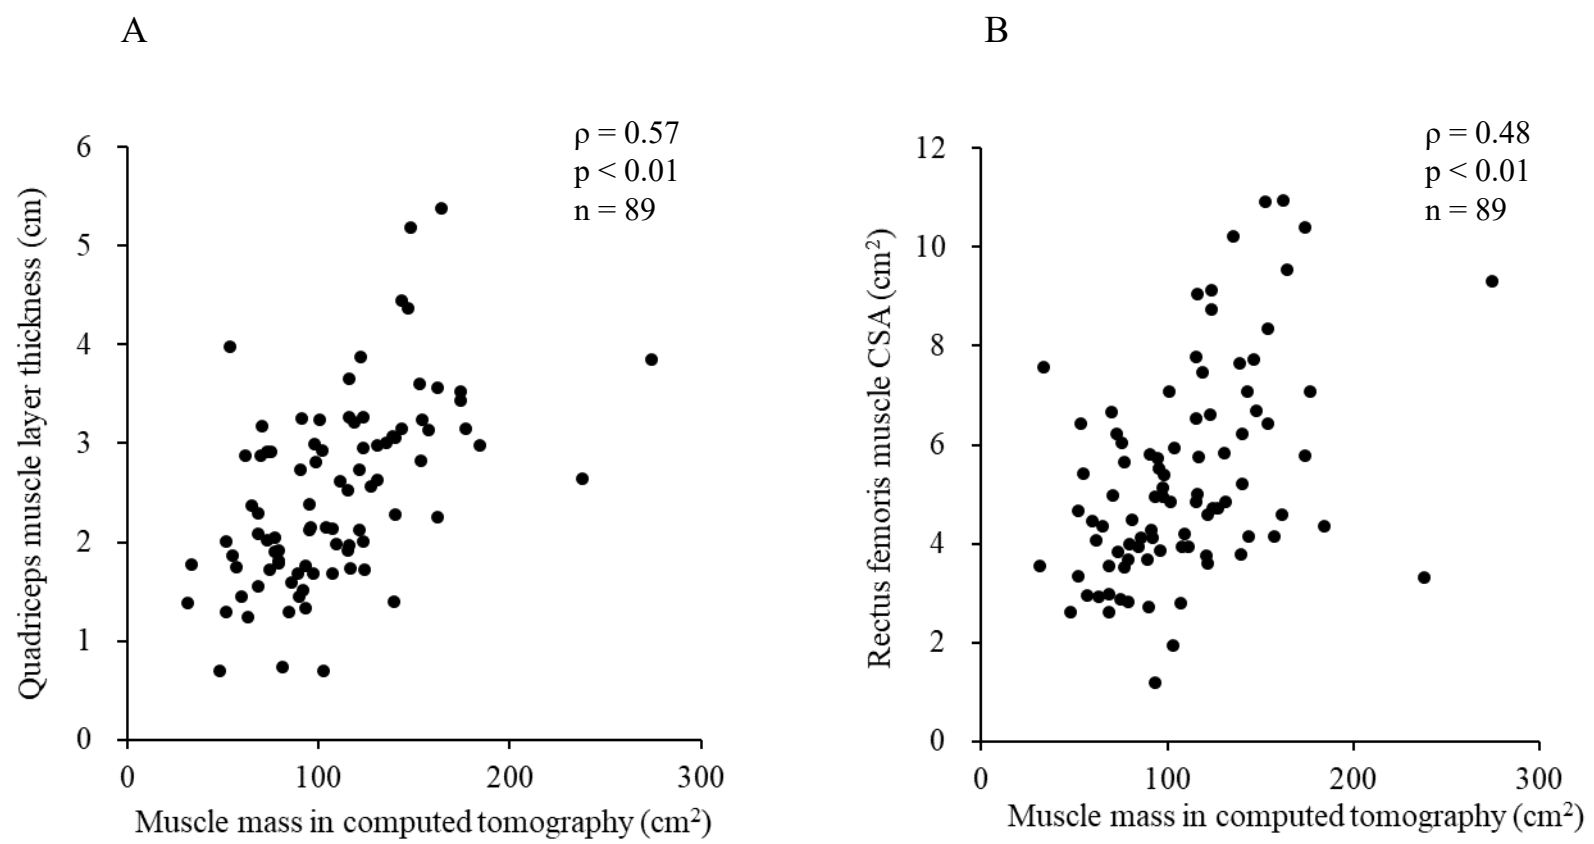 A
ρ = 0.57
p < 0.01
n = 89
Quadriceps muscle layer thickness (cm)
6
5
4
3
2
1
0
0 100 200 300
Muscle mass in computed tomography (cm²)
B
ρ = 0.48
p < 0.01
n = 89
Rectus femoris muscle CSA (cm²)
12
10
8
6
4
2
0
0 100 200 300
Muscle mass in computed tomography (cm²)